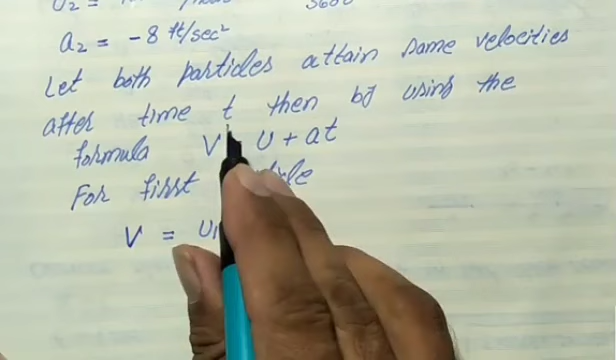 a₂ = -8 ft/sec²
Let both particles attain same velocities
after time t then by using the
formula V U + at
For first
V = U₁